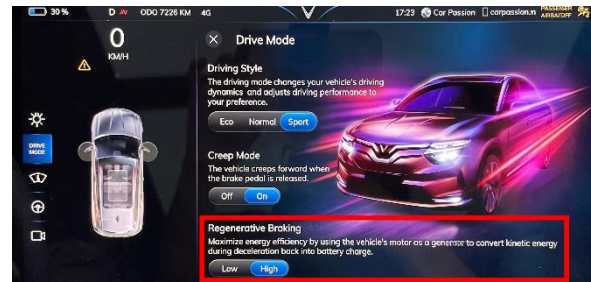 30 %
D
ODO 7226 KM
4G
17:23
Car Passion
carpassion.n
PASSENGER
AIRBAG OFF
0
KM/H
DRIVE
MODE
Drive Mode
Driving Style
The driving mode changes your vehicle's driving
dynamics and adjusts driving performance to
your preference.
Eco Normal Sport
Creep Mode
The vehicle creeps forward when
the brake pedal is released.
Off On
Regenerative Braking
Maximize energy efficiency by using the vehicle's motor as a generator to convert kinetic energy
during deceleration back into battery charge.
Low High